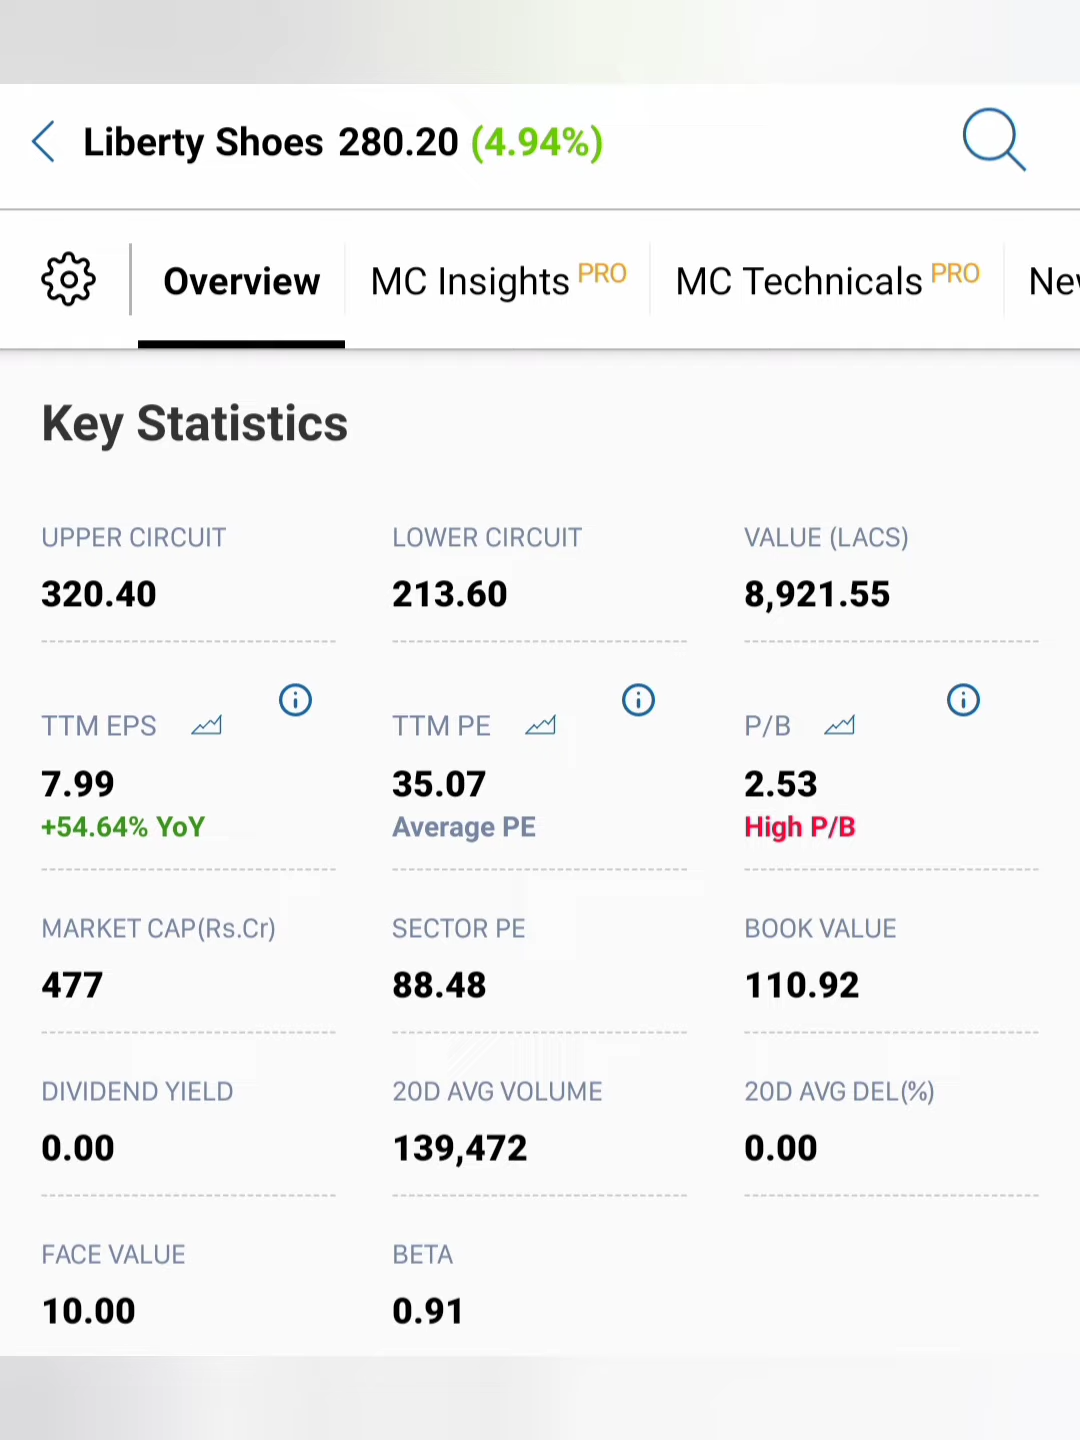 Liberty Shoes 280.20 (4.94%)
Overview MC Insights PRO MC Technicals PRO
Key Statistics
UPPER CIRCUIT LOWER CIRCUIT VALUE (LACS)
320.40 213.60 8,921.55
TTM EPS TTM PE P/B
7.99 35.07 2.53
+54.64% YoY Average PE High P/B
MARKET CAP(Rs.Cr) SECTOR PE BOOK VALUE
477 88.48 110.92
DIVIDEND YIELD 20D AVG VOLUME 20D AVG DEL(%)
0.00 139,472 0.00
FACE VALUE BETA
10.00 0.91